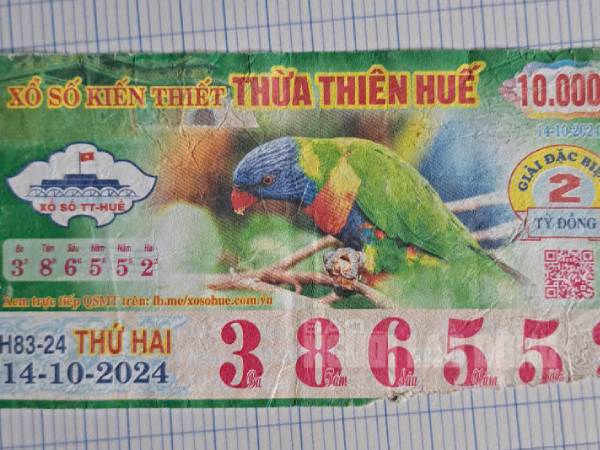 XỔ SỐ KIẾN THIẾT THỪA THIÊN HUẾ 10.000
14-10-2024
GIẢI ĐẶC BIỆ
2
TỶ ĐỒNG
XỔ SỐ TT-HUẾ
Ba Tám Sáu Năm Năm Hai
3 8 6 5 5 2
Xem trực tiếp QSMT trên: fb.me/xosohue.com.vn
H83-24 THỨ HAI
14-10-2024
3 8 6 5 5
Ba Tám Sáu Năm